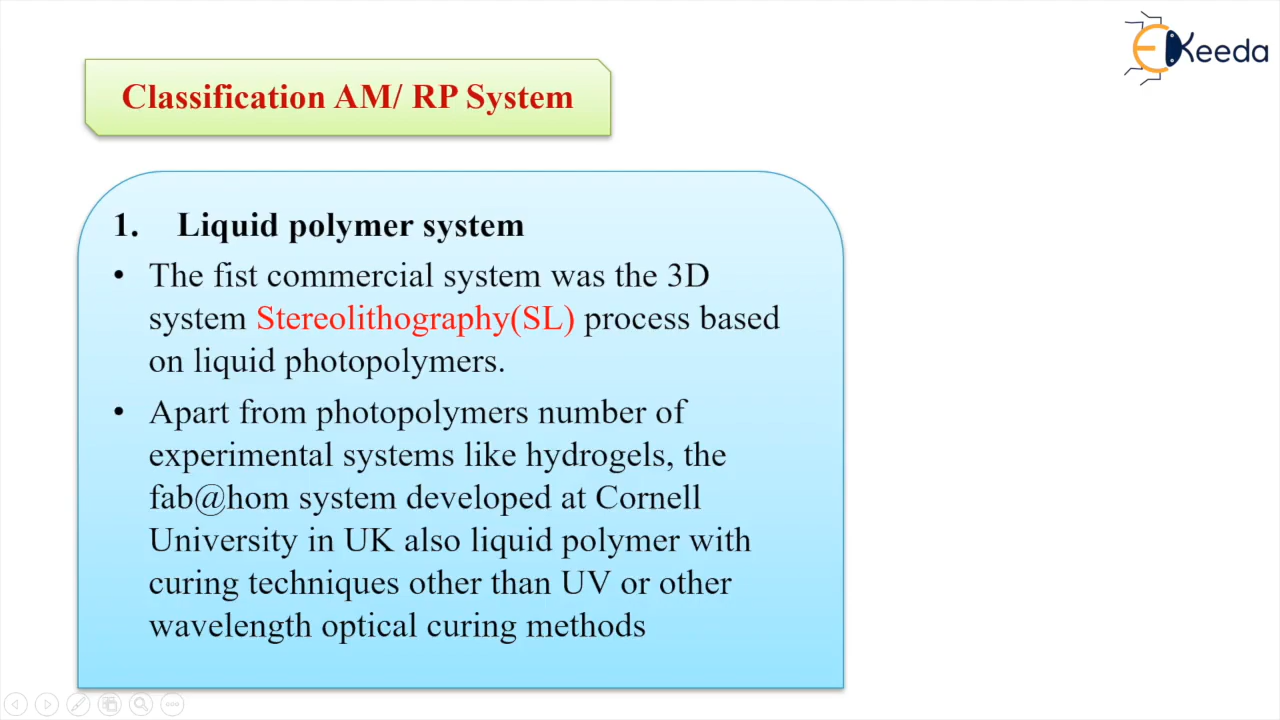 EKeeda
Classification AM/ RP System
1. Liquid polymer system
• The fist commercial system was the 3D
system Stereolithography(SL) process based
on liquid photopolymers.
• Apart from photopolymers number of
experimental systems like hydrogels, the
fab@hom system developed at Cornell
University in UK also liquid polymer with
curing techniques other than UV or other
wavelength optical curing methods